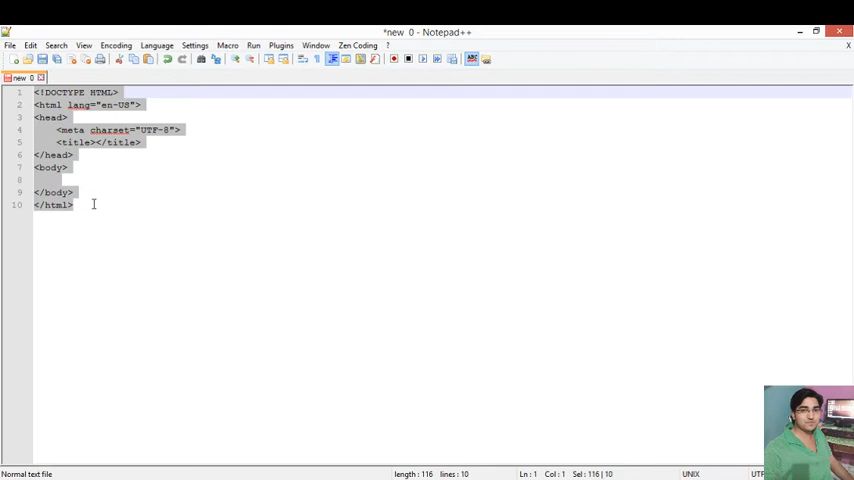 *new 0 - Notepad++
File Edit Search View Encoding Language Settings Macro Run Plugins Window Zen Coding ? X
new 0
1 <!DOCTYPE HTML>
2 <html lang="en-US">
3 <head>
4 <meta charset="UTF-8">
5 <title></title>
6 </head>
7 <body>
8
9 </body>
10 </html>
Normal text file length : 116 lines : 10 Ln : 1 Col : 1 Sel : 116 | 10 UNIX UTF